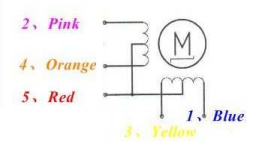 2、Pink
M
4、Orange
5、Red
1、Blue
3、Yellow